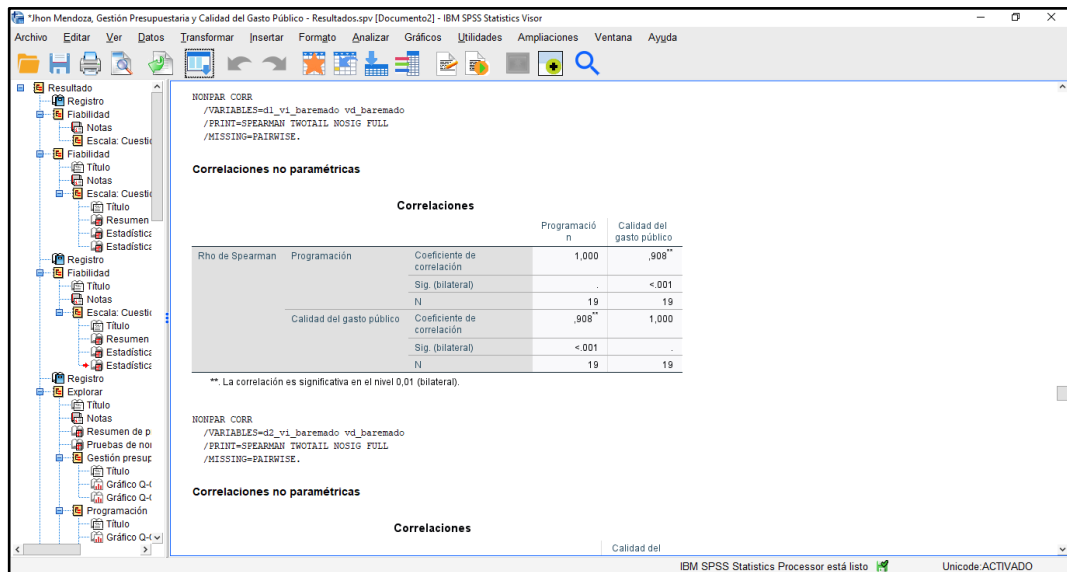 *Jhon Mendoza, Gestión Presupuestaria y Calidad del Gasto Público - Resultados.spv [Documento2] - IBM SPSS Statistics Visor
Archivo Editar Ver Datos Transformar Insertar Formato Analizar Gráficos Utilidades Ampliaciones Ventana Ayuda
Resultado
Registro
Fiabilidad
Notas
Escala: Cuestic
Fiabilidad
Título
Notas
Escala: Cuestic
Título
Resumen
Estadística
Estadística
Registro
Fiabilidad
Título
Notas
Escala: Cuestic
Título
Resumen
Estadística
Estadística
Registro
Explorar
Título
Notas
Resumen de p
Pruebas de nor
Gestión presup
Título
Gráfico Q-(
Gráfico Q-(
Programación
Título
Gráfico Q-(
NONPAR CORR
/VARIABLES=d1_vi_baremado vd_baremado
/PRINT=SPEARMAN TWOTAIL NOSIG FULL
/MISSING=PAIRWISE.
Correlaciones no paramétricas
Correlaciones
Programació
n
Calidad del
gasto público
Rho de Spearman Programación Coeficiente de
correlación
1,000 ,908**
Sig. (bilateral) . <.001
N 19 19
Calidad del gasto público Coeficiente de
correlación
,908** 1,000
Sig. (bilateral) <.001 .
N 19 19
**. La correlación es significativa en el nivel 0,01 (bilateral).
NONPAR CORR
/VARIABLES=d2_vi_baremado vd_baremado
/PRINT=SPEARMAN TWOTAIL NOSIG FULL
/MISSING=PAIRWISE.
Correlaciones no paramétricas
Correlaciones
Calidad del
IBM SPSS Statistics Processor está listo Unicode:ACTIVADO